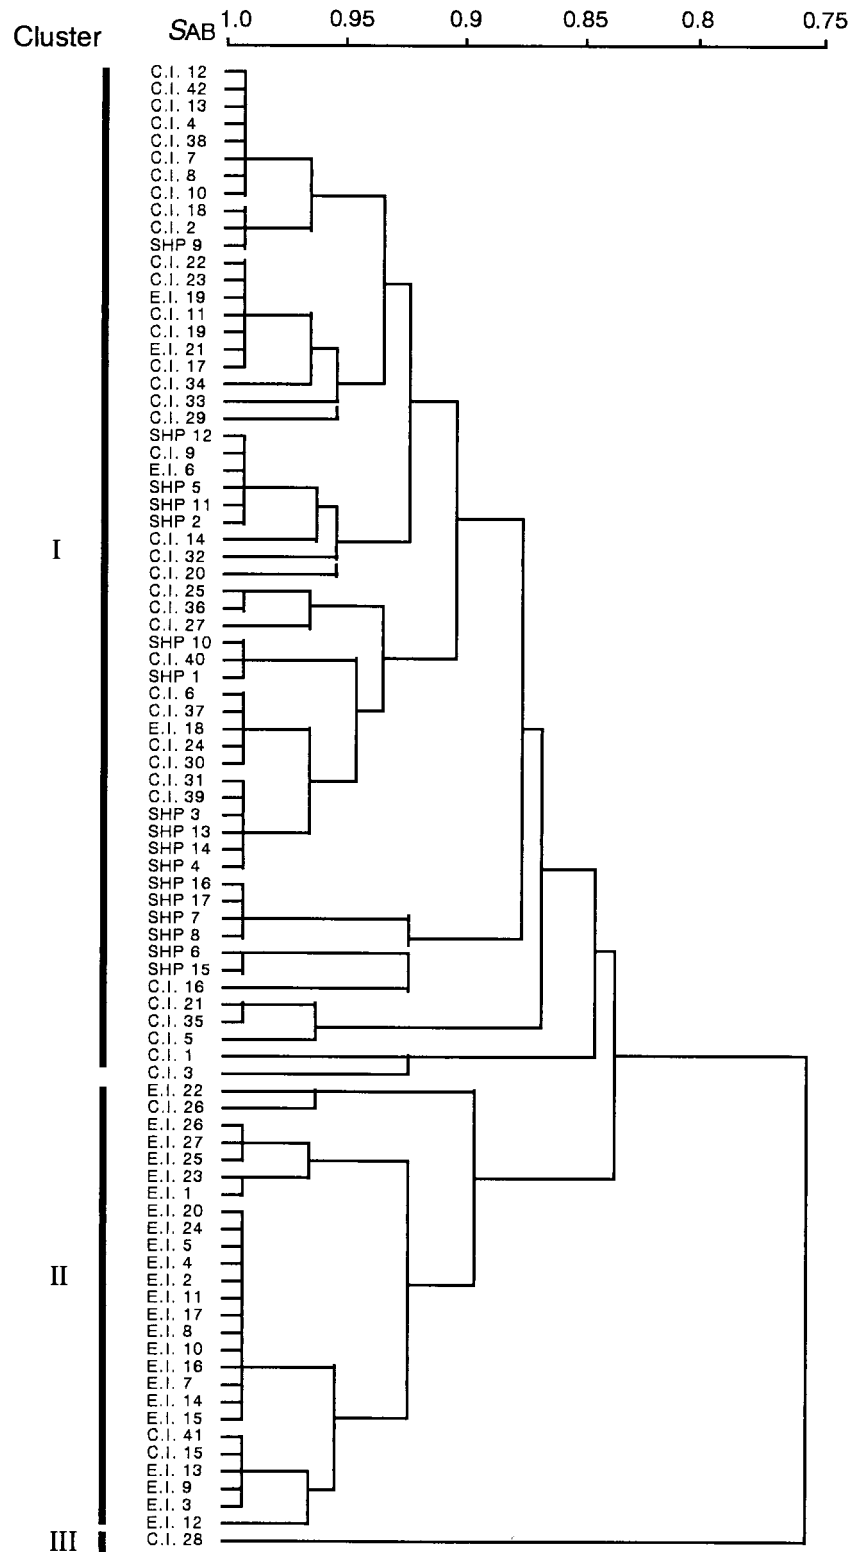 1.0 0.95 0.9 0.85 0.8 0.75
Cluster SAB
C.I. 12
C.I. 42
C.I. 13
C.I. 4
C.I. 38
C.I. 7
C.I. 8
C.I. 10
C.I. 18
C.I. 2
SHP 9
C.I. 22
C.I. 23
E.I. 19
C.I. 11
C.I. 19
E.I. 21
C.I. 17
C.I. 34
C.I. 33
C.I. 29
SHP 12
C.I. 9
E.I. 6
SHP 5
SHP 11
SHP 2
C.I. 14
I
C.I. 32
C.I. 20
C.I. 25
C.I. 36
C.I. 27
SHP 10
C.I. 40
SHP 1
C.I. 6
C.I. 37
E.I. 18
C.I. 24
C.I. 30
C.I. 31
C.I. 39
SHP 3
SHP 13
SHP 14
SHP 4
SHP 16
SHP 17
SHP 7
SHP 8
SHP 6
SHP 15
C.I. 16
C.I. 21
C.I. 35
C.I. 5
C.I. 1
C.I. 3
E.I. 22
C.I. 26
E.I. 26
E.I. 27
E.I. 25
E.I. 23
E.I. 1
E.I. 20
E.I. 24
E.I. 5
E.I. 4
II
E.I. 2
E.I. 11
E.I. 17
E.I. 8
E.I. 10
E.I. 16
E.I. 7
E.I. 14
E.I. 15
C.I. 41
C.I. 15
E.I. 13
E.I. 9
E.I. 3
E.I. 12
III C.I. 28